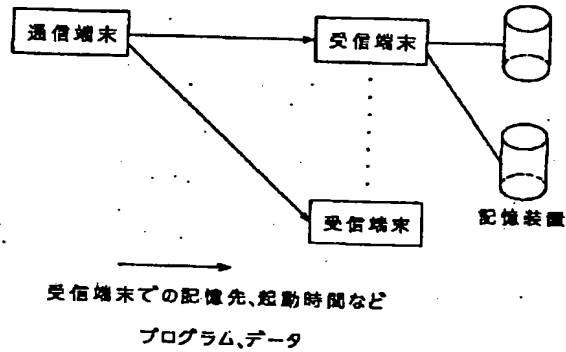 通信端末
受信端末
受信端末
記憶装置
受信端末での記憶先、起動時間など
プログラム、データ